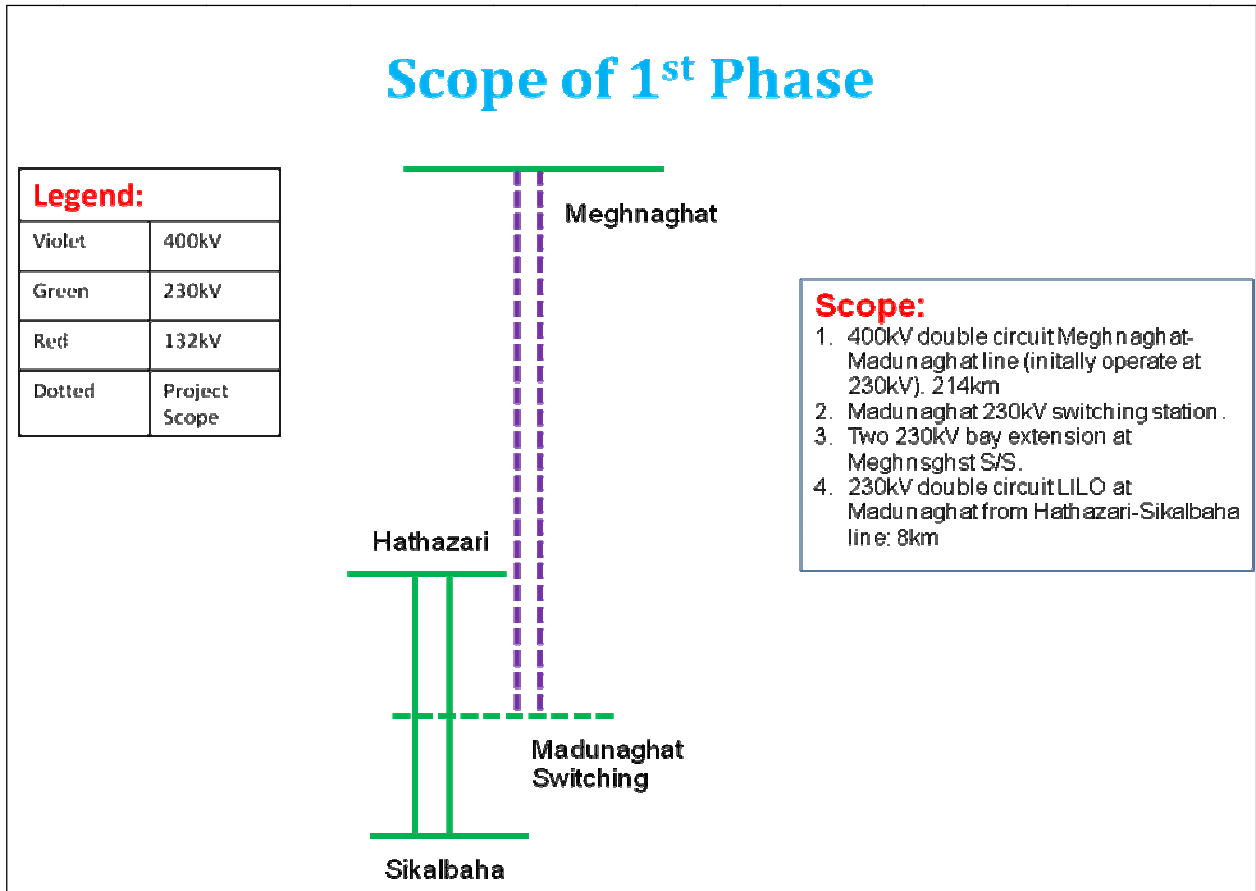 Scope of 1st Phase
Legend:
Violet 400kV
Green 230kV
Red 132kV
Dotted Project
Scope
Meghnaghat
Scope:
1. 400kV double circuit Meghnaghat-
Madunaghat line (initally operate at
230kV). 214km
2. Madunaghat 230kV switching station.
3. Two 230kV bay extension at
Meghnsghst S/S.
4. 230kV double circuit LILO at
Madunaghat from Hathazari-Sikalbaha
line: 8km
Hathazari
Madunaghat
Switching
Sikalbaha